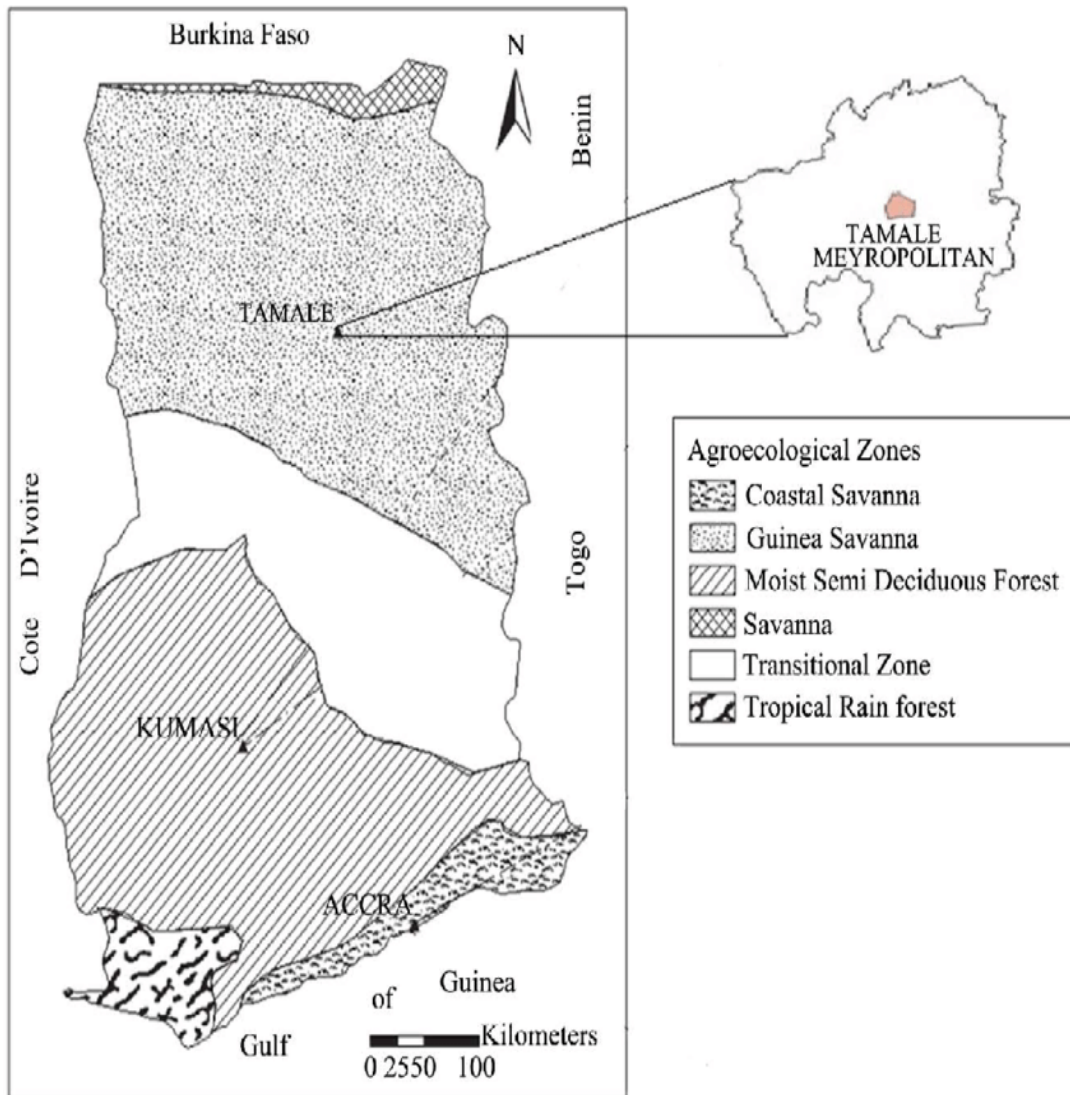 Burkina Faso
N
Benin
TAMALE
TAMALE
MEYROPOLITAN
Cote D'Ivoire
Togo
KUMASI
ACCRA
Gulf of Guinea
Kilometers
0 2550 100
Agroecological Zones
Coastal Savanna
Guinea Savanna
Moist Semi Deciduous Forest
Savanna
Transitional Zone
Tropical Rain forest